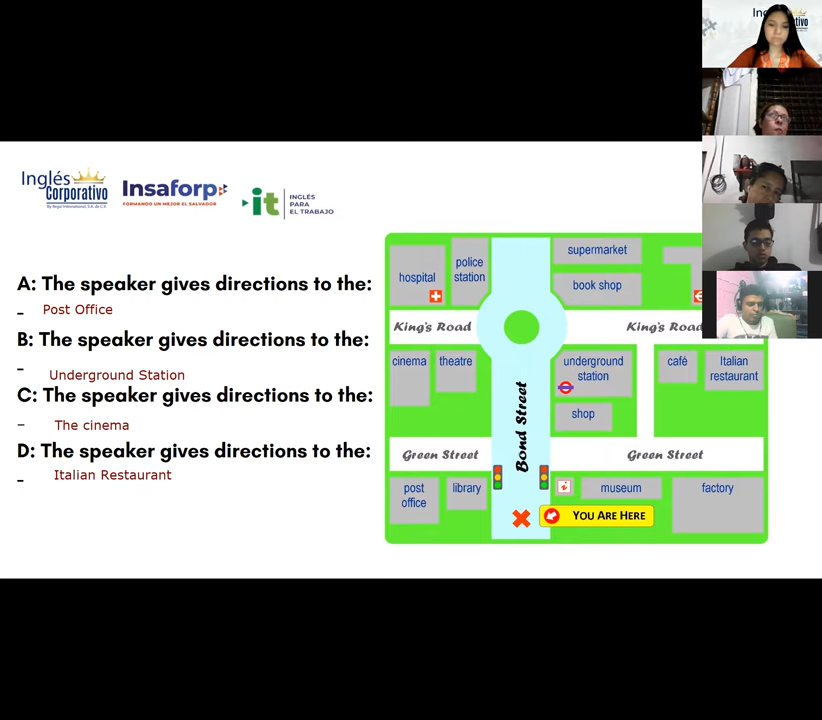 Inglés
Corporativo
By Regal International, S.A. de C.V.
Insaforp
FORMANDO UN MEJOR EL SALVADOR
it
INGLÉS
PARA
EL TRABAJO
A: The speaker gives directions to the:
- Post Office
B: The speaker gives directions to the:
- Underground Station
C: The speaker gives directions to the:
- The cinema
D: The speaker gives directions to the:
- Italian Restaurant
hospital
police
station
supermarket
book shop
King's Road
King's Road
cinema
theatre
underground
station
café
Italian
restaurant
shop
Bond Street
Green Street
Green Street
post
office
library
i
museum
factory
YOU ARE HERE